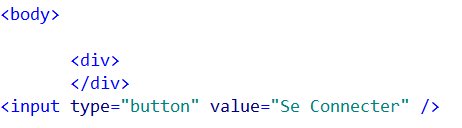 <body>
<div>
</div>
<input type="button" value="Se Connecter" />